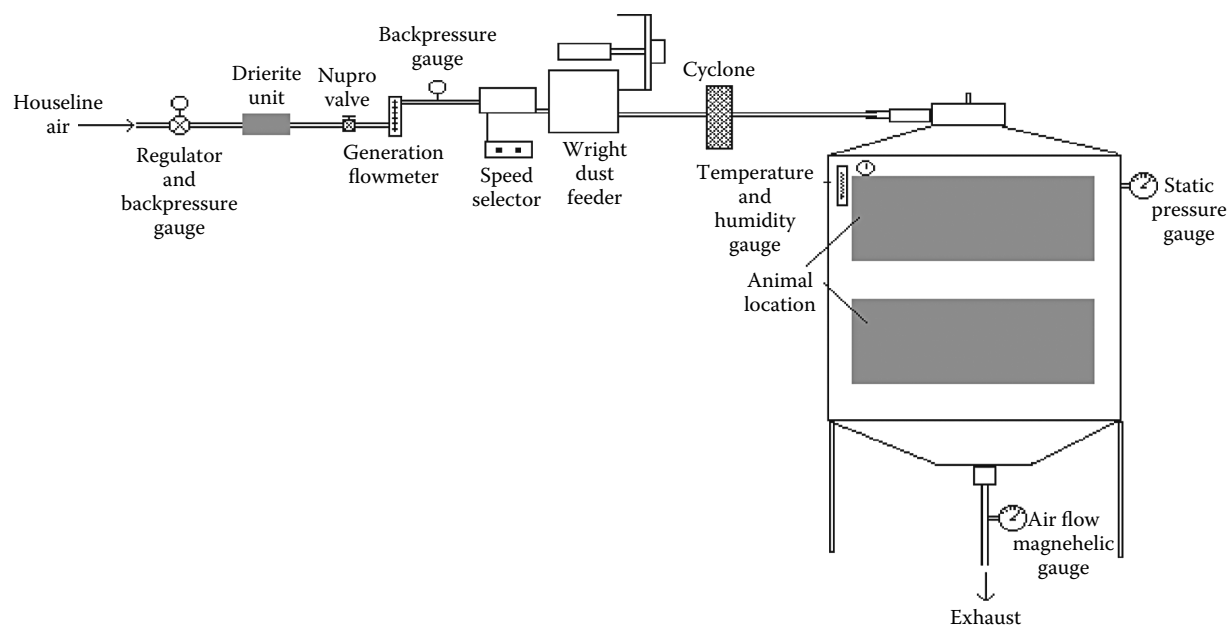 Houseline
air
Regulator
and
backpressure
gauge
Drierite
unit
Nupro
valve
Generation
flowmeter
Backpressure
gauge
Speed
selector
Wright
dust
feeder
Cyclone
Temperature
and
humidity
gauge
Animal
location
Static
pressure
gauge
Air flow
magnehelic
gauge
Exhaust